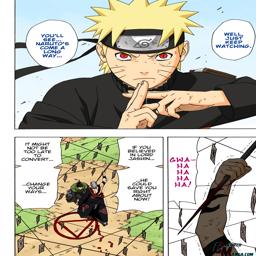 YOU'LL
SEE...
NARUTO'S
COME A
LONG
WAY...
WELL,
JUST
KEEP
WATCHING.
IT MIGHT
NOT BE
TOO LATE
TO
CONVERT...
...CHANGE
YOUR
WAYS...
IF YOU
BELIEVED
IN LORD
JASHIN...
...HE
COULD
SAVE YOU
RIGHT
ABOUT
NOW!
GWA-
HA
HA
HA
HA!